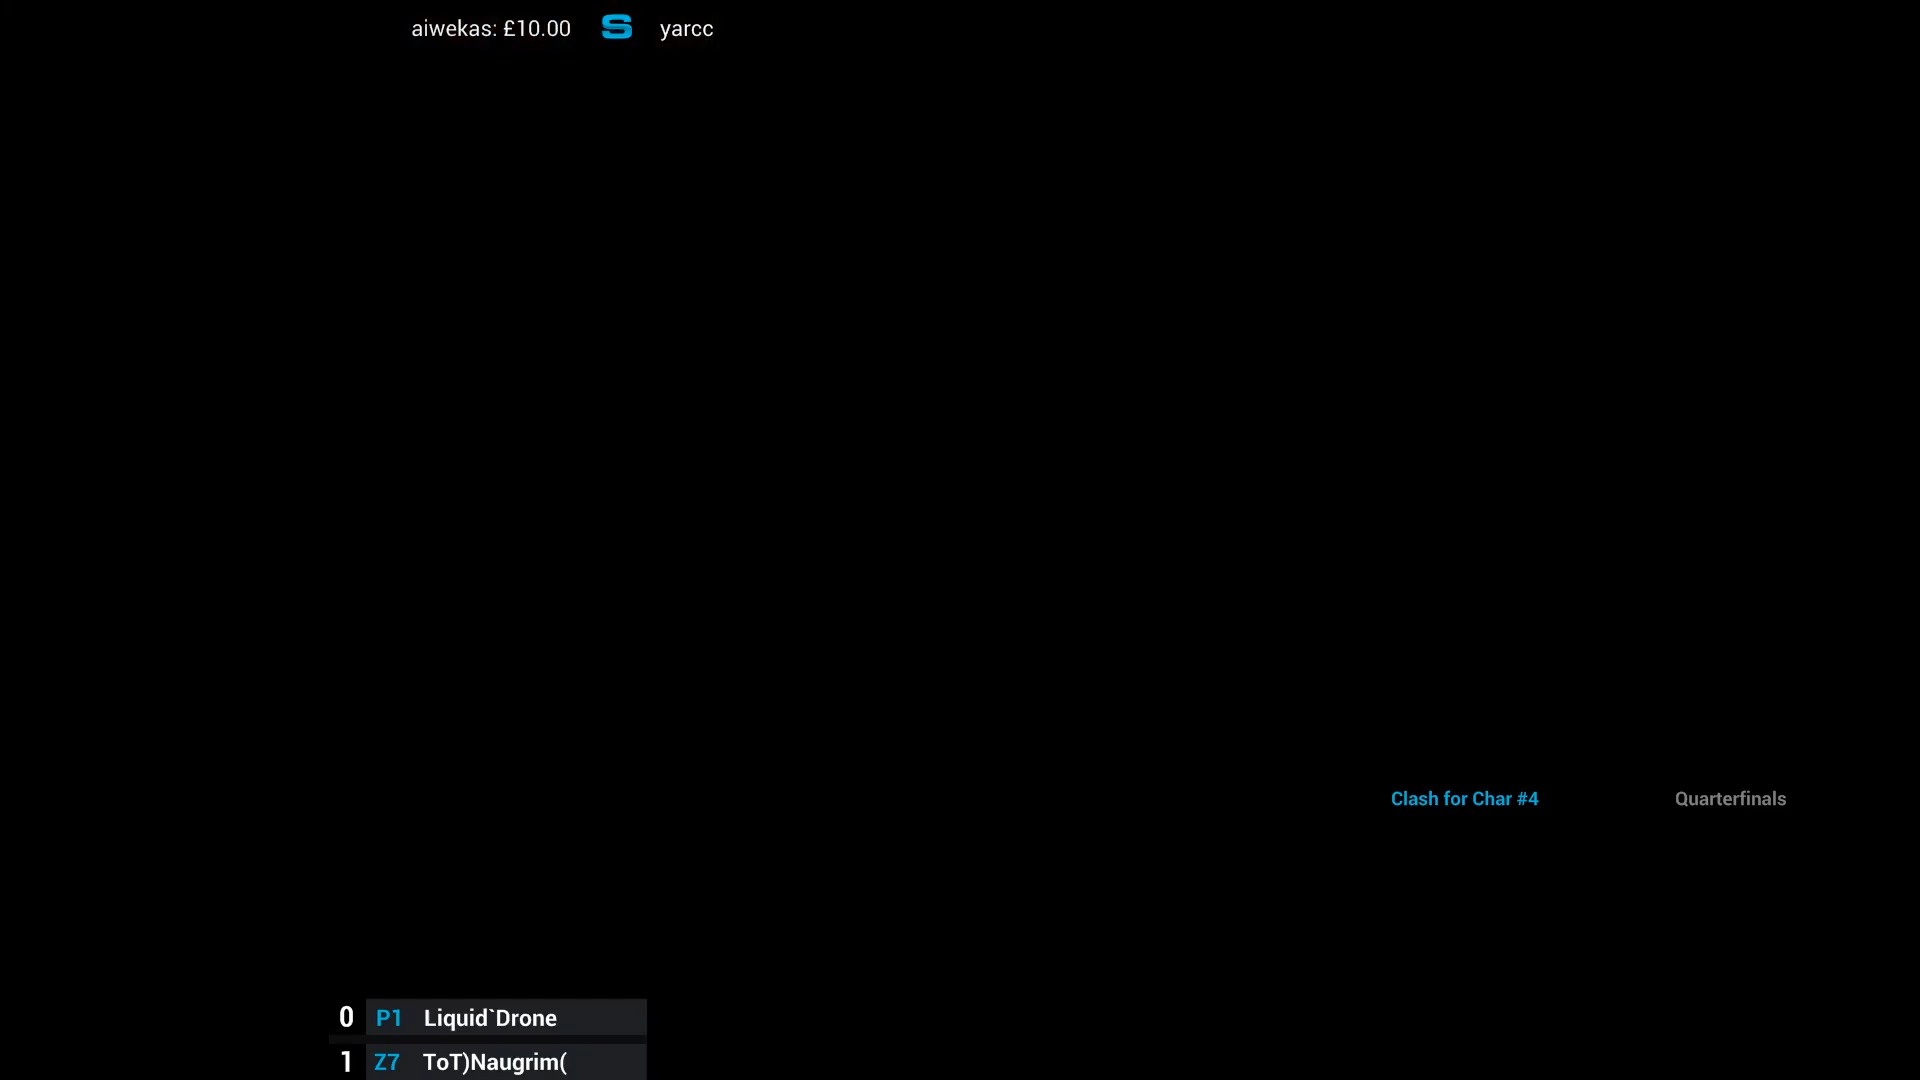 aiwekas: £10.00 S yarcc
Clash for Char #4 Quarterfinals
0 P1 Liquid`Drone
1 Z7 ToT)Naugrim(